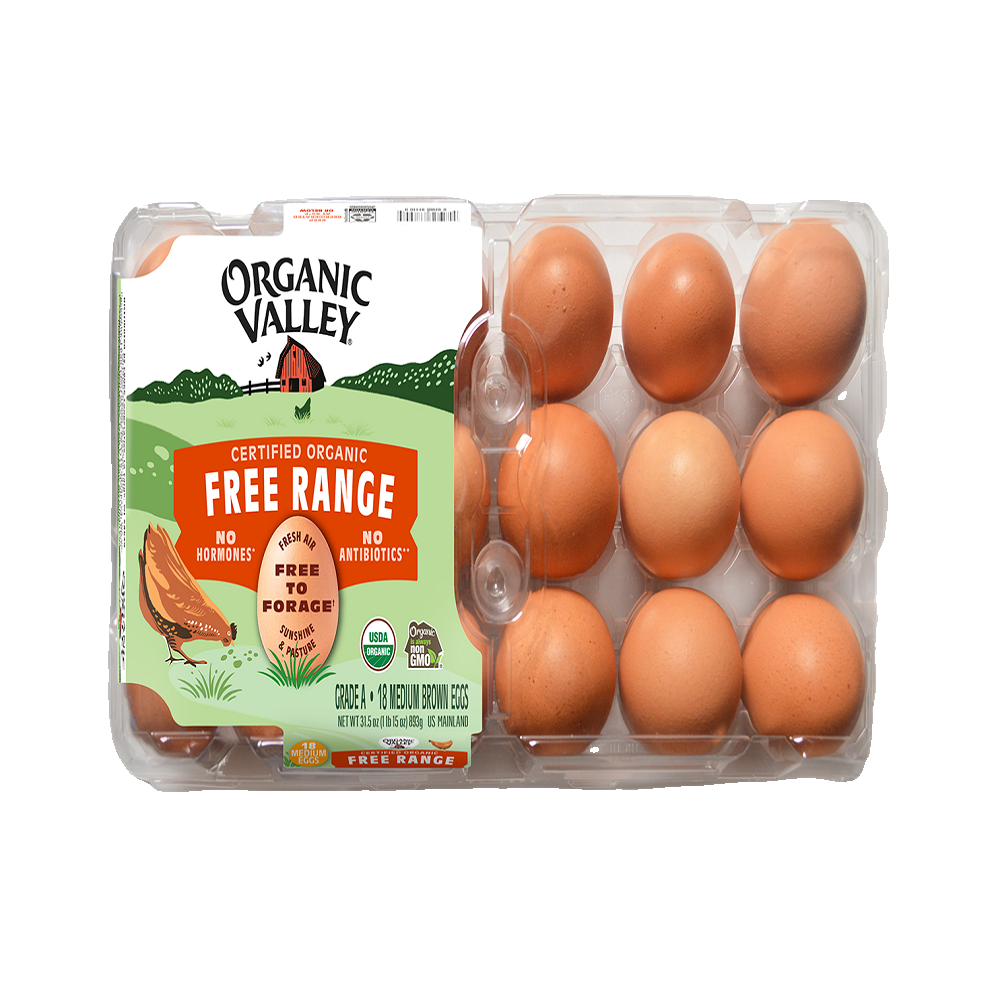 ORGANIC
VALLEY®
CERTIFIED ORGANIC
FREE RANGE
NO
HORMONES*
NO
ANTIBIOTICS**
FRESH AIR
FREE
TO
FORAGE†
SUNSHINE
& PASTURE
USDA
ORGANIC
Organic
is always
non
GMO
GRADE A • 18 MEDIUM BROWN EGGS
NET WT 31.5 oz (1 lb 15 oz) 893g US MAINLAND
18
MEDIUM
EGGS
CERTIFIED ORGANIC
FREE RANGE